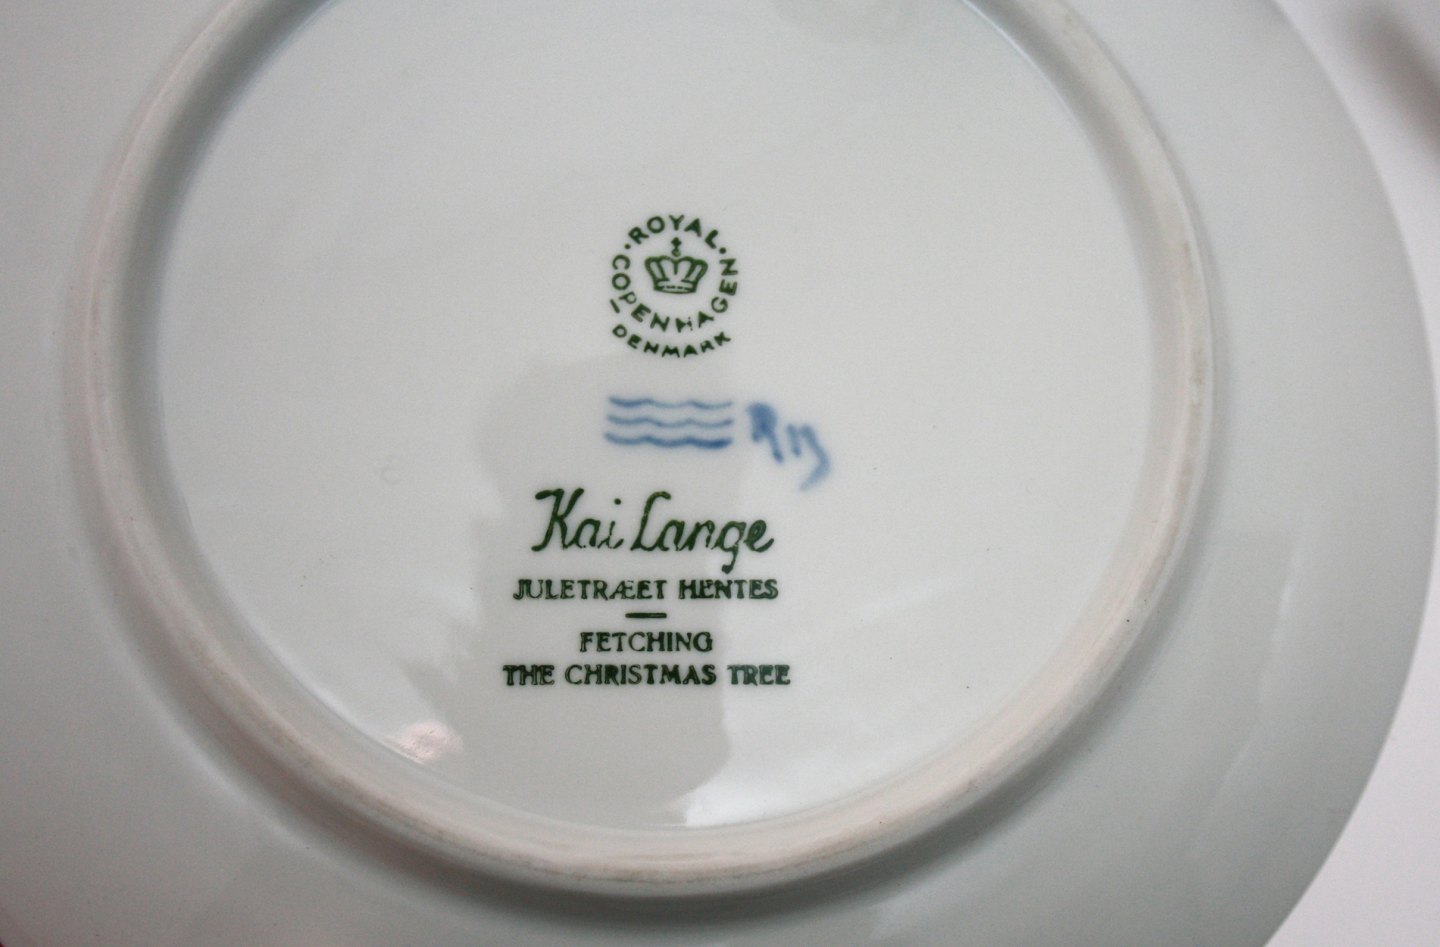 ROYAL
COPENHAGEN
DENMARK
Kai Lange
JULETRÆET HENTES
FETCHING
THE CHRISTMAS TREE